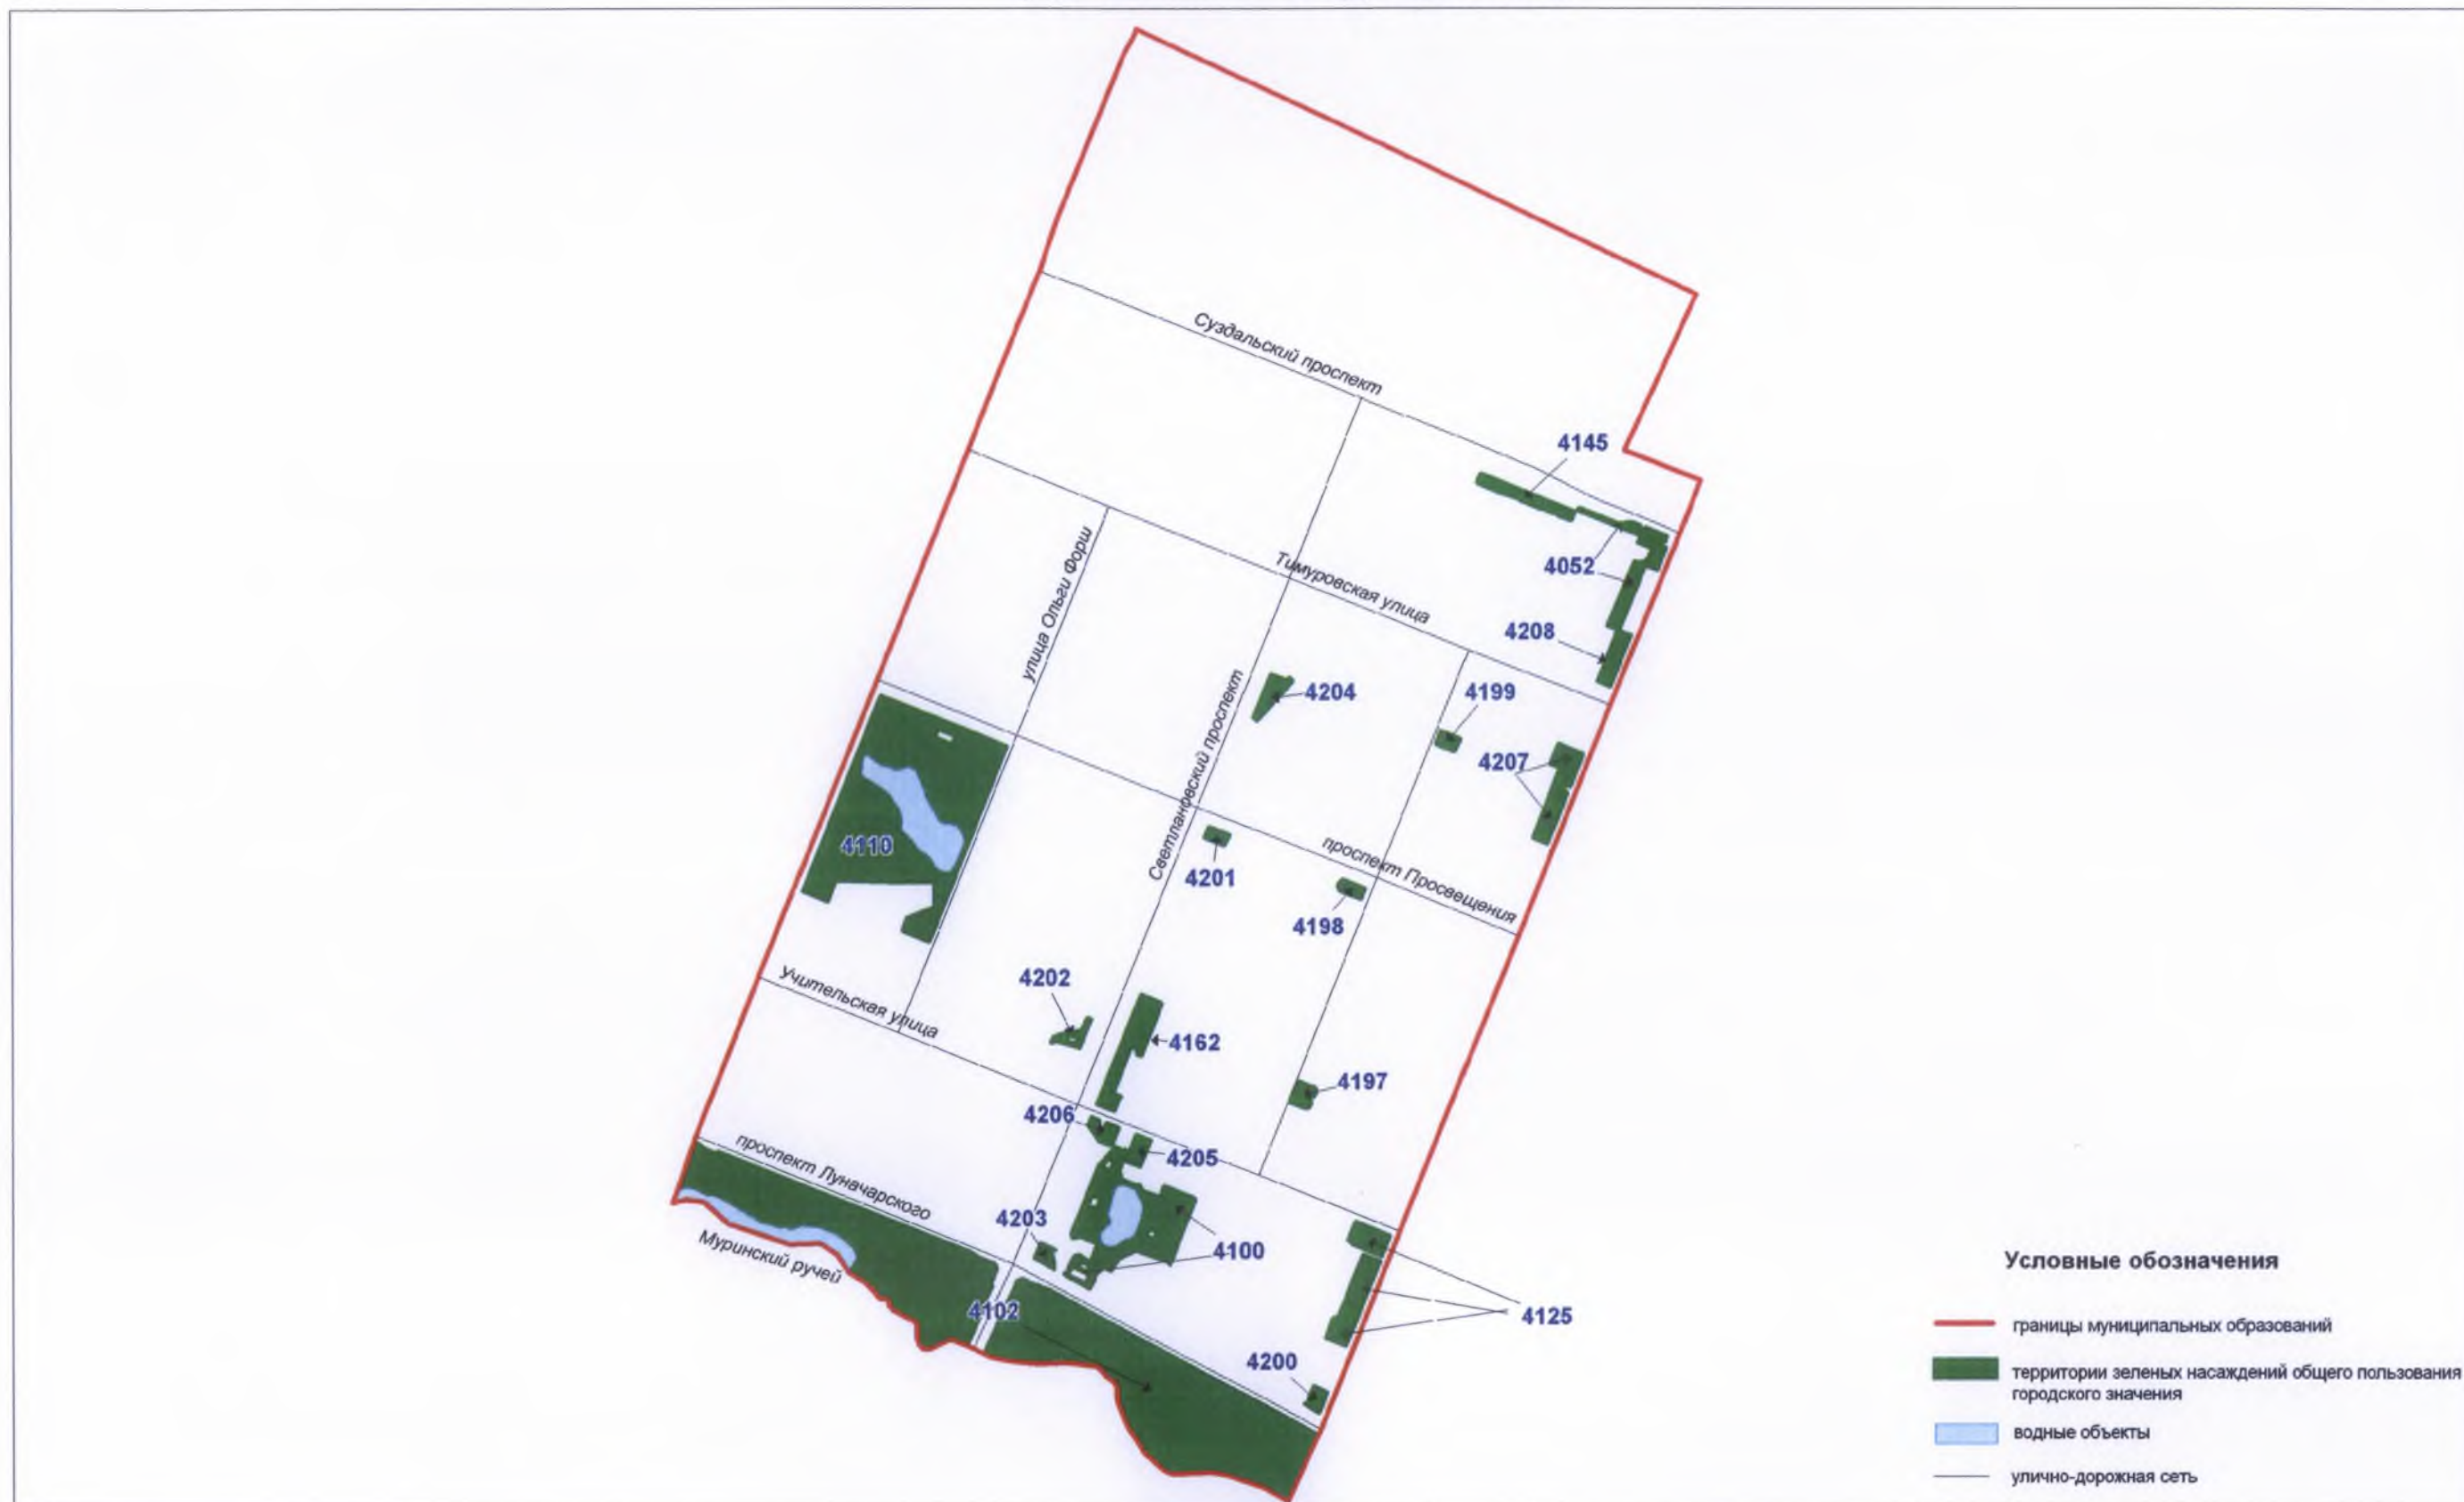 Суздальский проспект
4145
4052
Тимуровская улица
улица Ольги Форш
4208
4204
4199
4207
Светлановский проспект
4110
4201
проспект Просвещения
4198
4202
Учительская улица
4162
4197
4206
4205
проспект Луначарского
4203
4100
Муринский ручей
4102
4125
4200
Условные обозначения
границы муниципальных образований
территории зеленых насаждений общего пользования
городского значения
водные объекты
улично-дорожная сеть